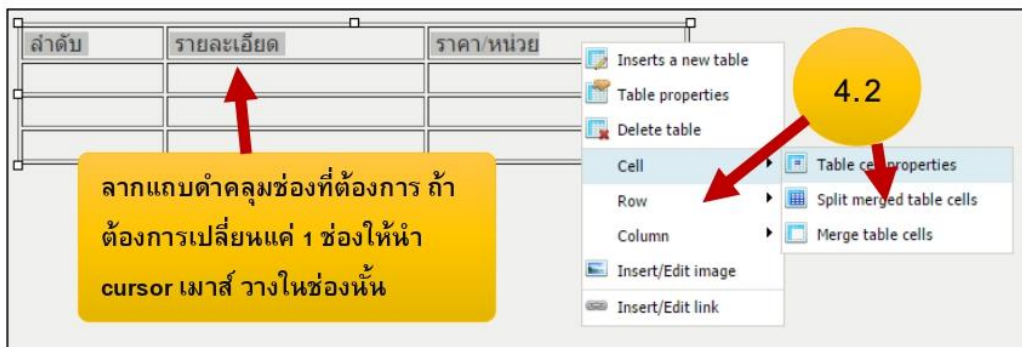 ลำดับ รายละเอียด ราคา/หน่วย
Inserts a new table
Table properties
Delete table
Cell
Row
Column
Insert/Edit image
Insert/Edit link
4.2
Table cell properties
Split merged table cells
Merge table cells
ลากแถบดำคลุมช่องที่ต้องการ ถ้า
ต้องการเปลี่ยนแค่ 1 ช่องให้นำ
cursor เมาส์ วางในช่องนั้น